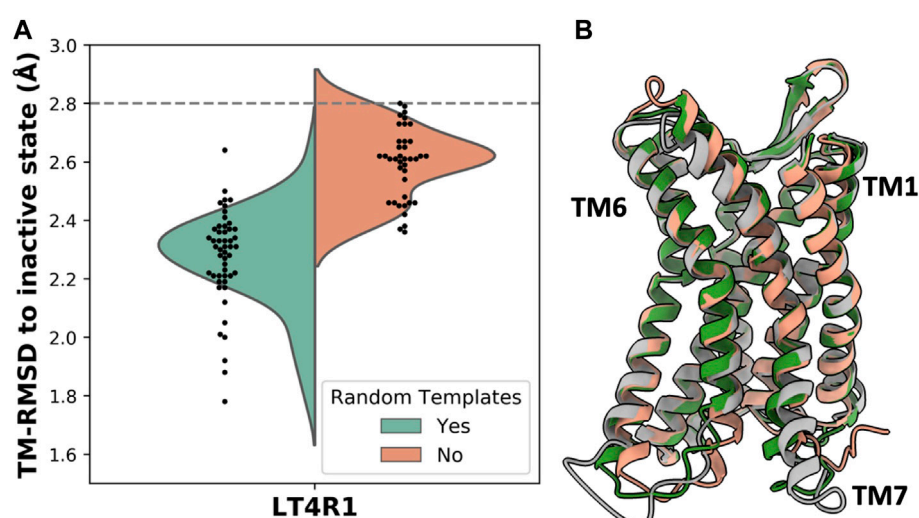 A
TM-RMSD to inactive state (Å)
3.0
2.8
2.6
2.4
2.2
2.0
1.8
1.6
Random Templates
Yes
No
LT4R1
B
TM6
TM1
TM7